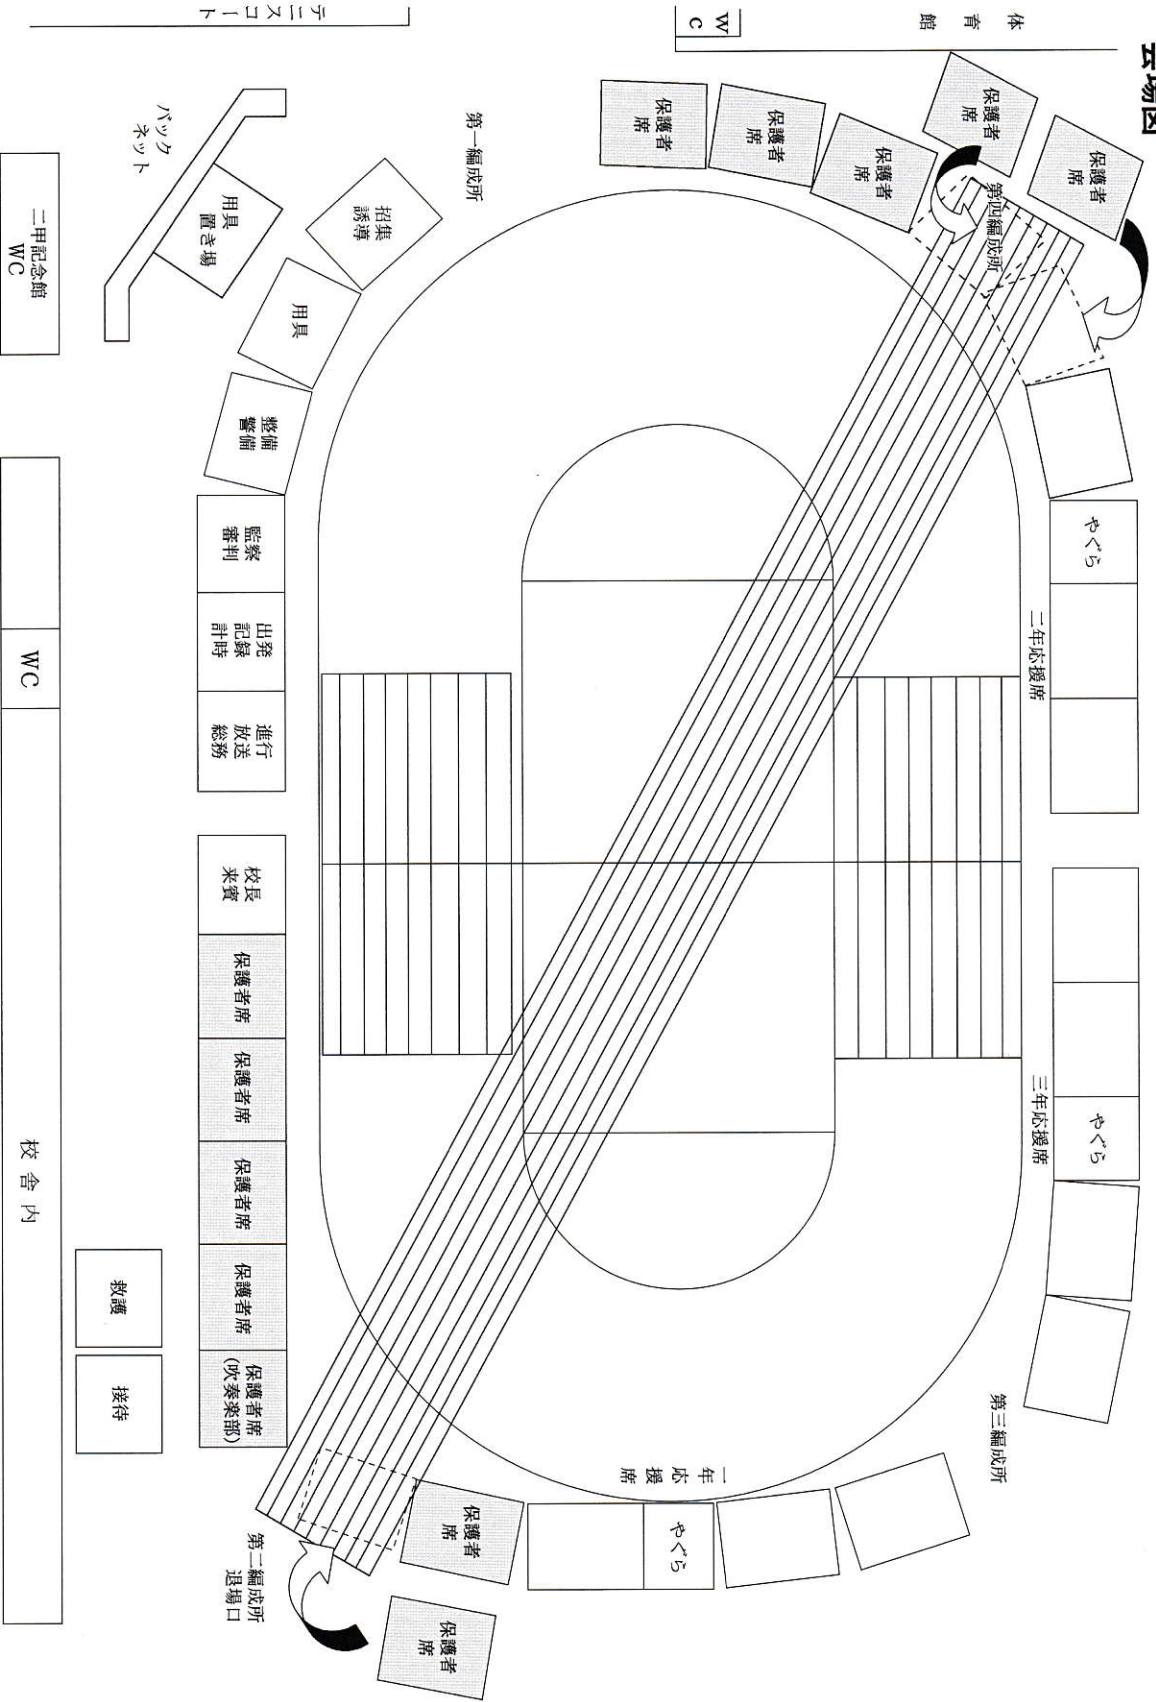 会場図
やぐら
二年応援席
三年応援席
やぐら
第三編成所
体育館
WC
保護者席
保護者席
第四編成所
保護者席
保護者席
保護者席
一年応援席
やぐら
保護者席
保護者席
第二編成所
退場口
第一編成所
招集
誘導
用具
整備
警備
監察
審判
出発
記録
計時
進行
放送
総務
校長
来賓
保護者席
保護者席
保護者席
保護者席
保護者席
(吹奏楽部)
テニスコート
バック
ネット
用具
置き場
救護
接待
二甲記念館
WC
WC
校舎内